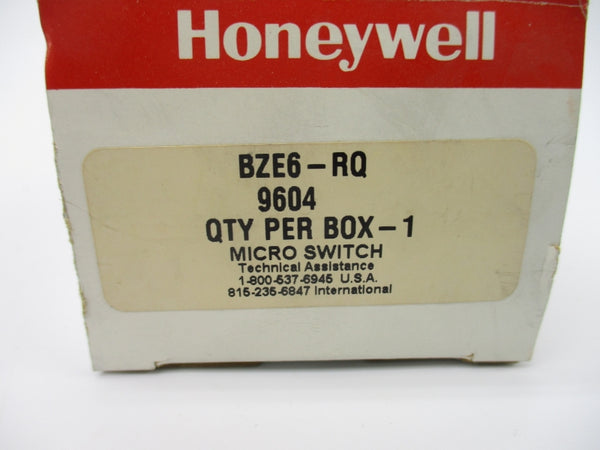 Honeywell
BZE6-RQ
9604
QTY PER BOX-1
MICRO SWITCH
Technical Assistance
1-800-537-6945 U.S.A.
815-235-6847 International